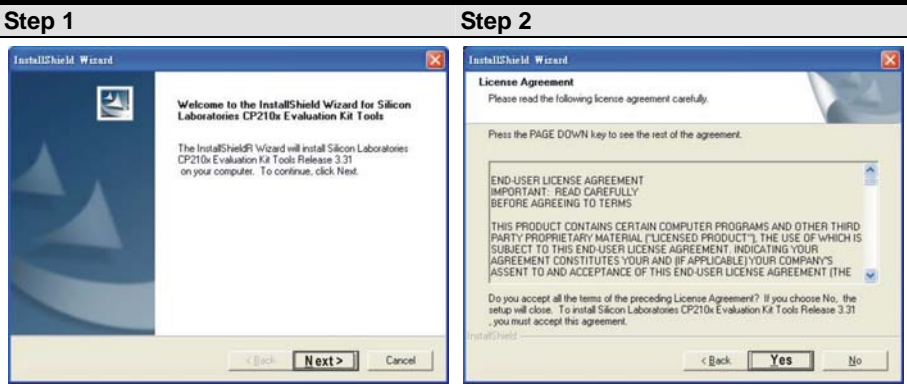 Step 1
Step 2
InstallShield Wizard
Welcome to the InstallShield Wizard for Silicon
Laboratories CP210x Evaluation Kit Tools
The InstallShieldR Wizard will install Silicon Laboratories
CP210x Evaluation Kit Tools Release 3.31
on your computer. To continue, click Next.
< Back
Next >
Cancel
InstallShield Wizard
License Agreement
Please read the following license agreement carefully.
Press the PAGE DOWN key to see the rest of the agreement.
END-USER LICENSE AGREEMENT
IMPORTANT: READ CAREFULLY
BEFORE AGREEING TO TERMS
THIS PRODUCT CONTAINS CERTAIN COMPUTER PROGRAMS AND OTHER THIRD
PARTY PROPRIETARY MATERIAL ("LICENSED PRODUCT"), THE USE OF WHICH IS
SUBJECT TO THIS END-USER LICENSE AGREEMENT. INDICATING YOUR
AGREEMENT CONSTITUTES YOUR AND (IF APPLICABLE) YOUR COMPANY'S
ASSENT TO AND ACCEPTANCE OF THIS END-USER LICENSE AGREEMENT (THE
Do you accept all the terms of the preceding License Agreement? If you choose No, the
setup will close. To install Silicon Laboratories CP210x Evaluation Kit Tools Release 3.31
, you must accept this agreement.
InstallShield
< Back
Yes
No